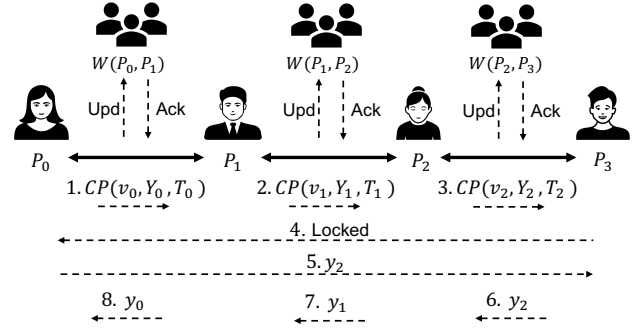 W(P₀, P₁) W(P₁, P₂) W(P₂, P₃)
Upd Ack Upd Ack Upd Ack
P₀ P₁ P₂ P₃
1. CP(v₀, Y₀, T₀) 2. CP(v₁, Y₁, T₁) 3. CP(v₂, Y₂, T₂)
4. Locked
5. y₂
8. y₀ 7. y₁ 6. y₂